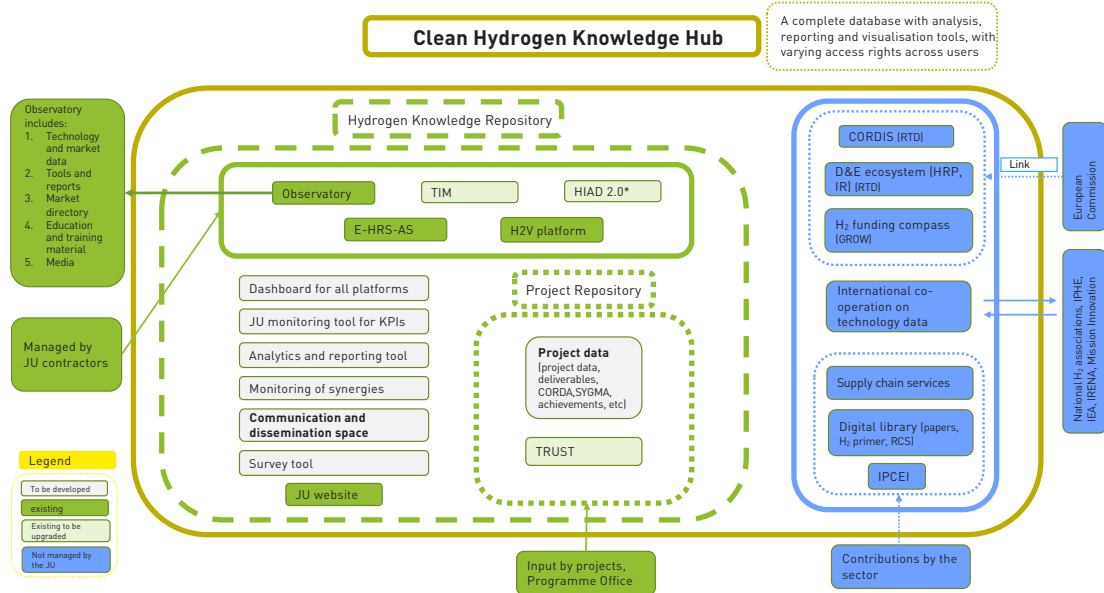 Clean Hydrogen Knowledge Hub
A complete database with analysis,
reporting and visualisation tools, with
varying access rights across users
Observatory
includes:
1. Technology
and market
data
2. Tools and
reports
3. Market
directory
4. Education
and training
material
5. Media
Managed by
JU contractors
Hydrogen Knowledge Repository
Observatory
TIM
HIAD 2.0*
E-HRS-AS
H2V platform
Dashboard for all platforms
JU monitoring tool for KPIs
Analytics and reporting tool
Monitoring of synergies
Communication and
dissemination space
Survey tool
JU website
Project Repository
Project data
(project data,
deliverables,
CORDA,SYGMA,
achievements, etc)
TRUST
Input by projects,
Programme Office
CORDIS (RTD)
D&E ecosystem (HRP,
IR) (RTD)
H₂ funding compass
(GROW)
International co-
operation on
technology data
Supply chain services
Digital library (papers,
H₂ primer, RCS)
IPCEI
Contributions by the
sector
Link
European
Commission
National H₂ associations, IPHE,
IEA, IRENA, Mission Innovation
Legend
To be developed
existing
Existing to be
upgraded
Not managed by
the JU